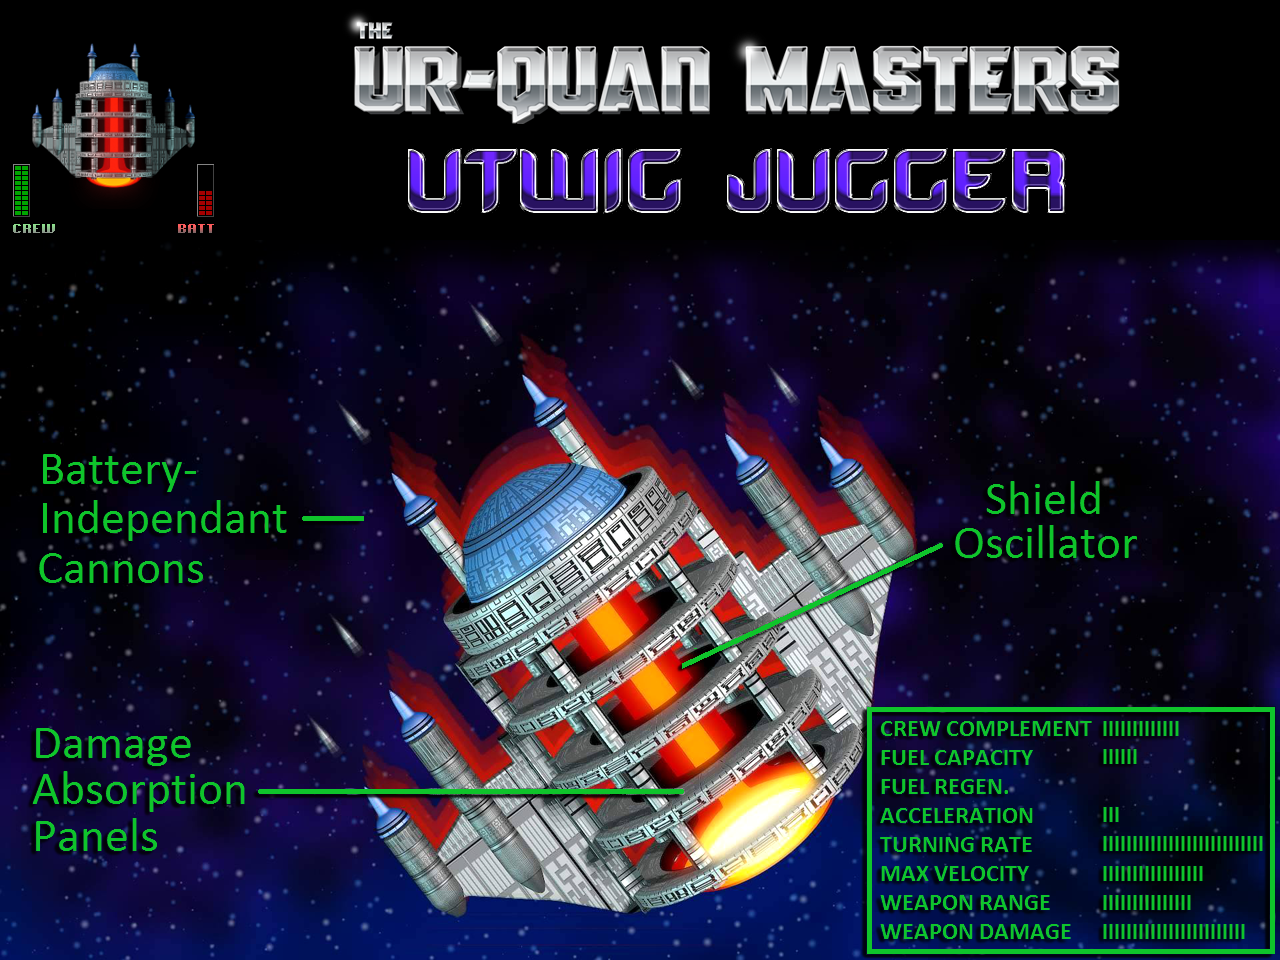 THE
UR-QUAN MASTERS
UTWIG JUGGER
CREW
BATT
Battery-
Independant
Cannons
Shield
Oscillator
Damage
Absorption
Panels
CREW COMPLEMENT
FUEL CAPACITY
FUEL REGEN.
ACCELERATION
TURNING RATE
MAX VELOCITY
WEAPON RANGE
WEAPON DAMAGE